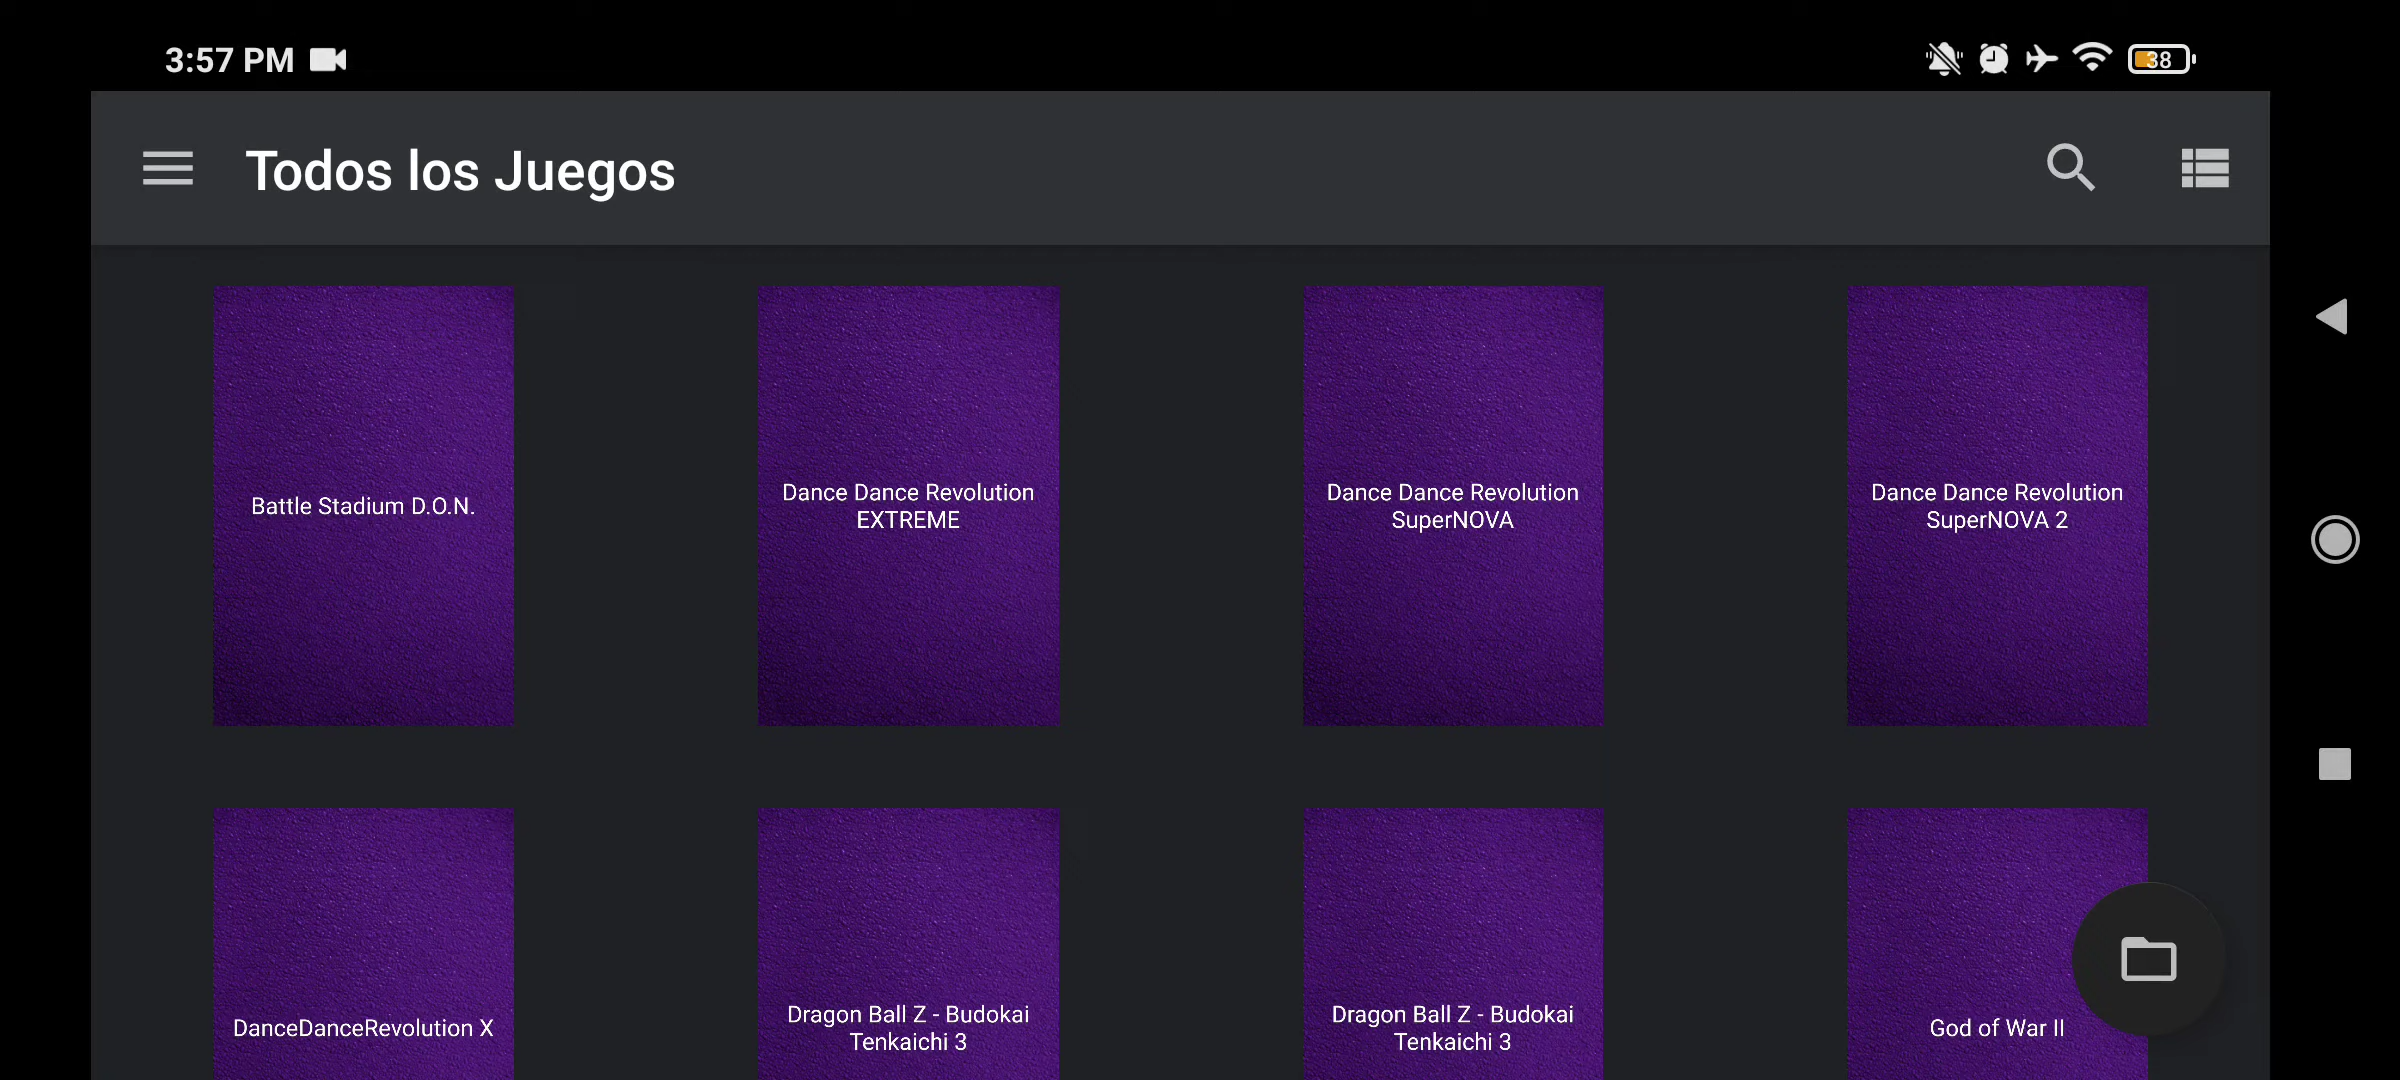 3:57 PM
38
Todos los Juegos
Battle Stadium D.O.N.
Dance Dance Revolution
EXTREME
Dance Dance Revolution
SuperNOVA
Dance Dance Revolution
SuperNOVA 2
DanceDanceRevolution X
Dragon Ball Z - Budokai
Tenkaichi 3
Dragon Ball Z - Budokai
Tenkaichi 3
God of War II